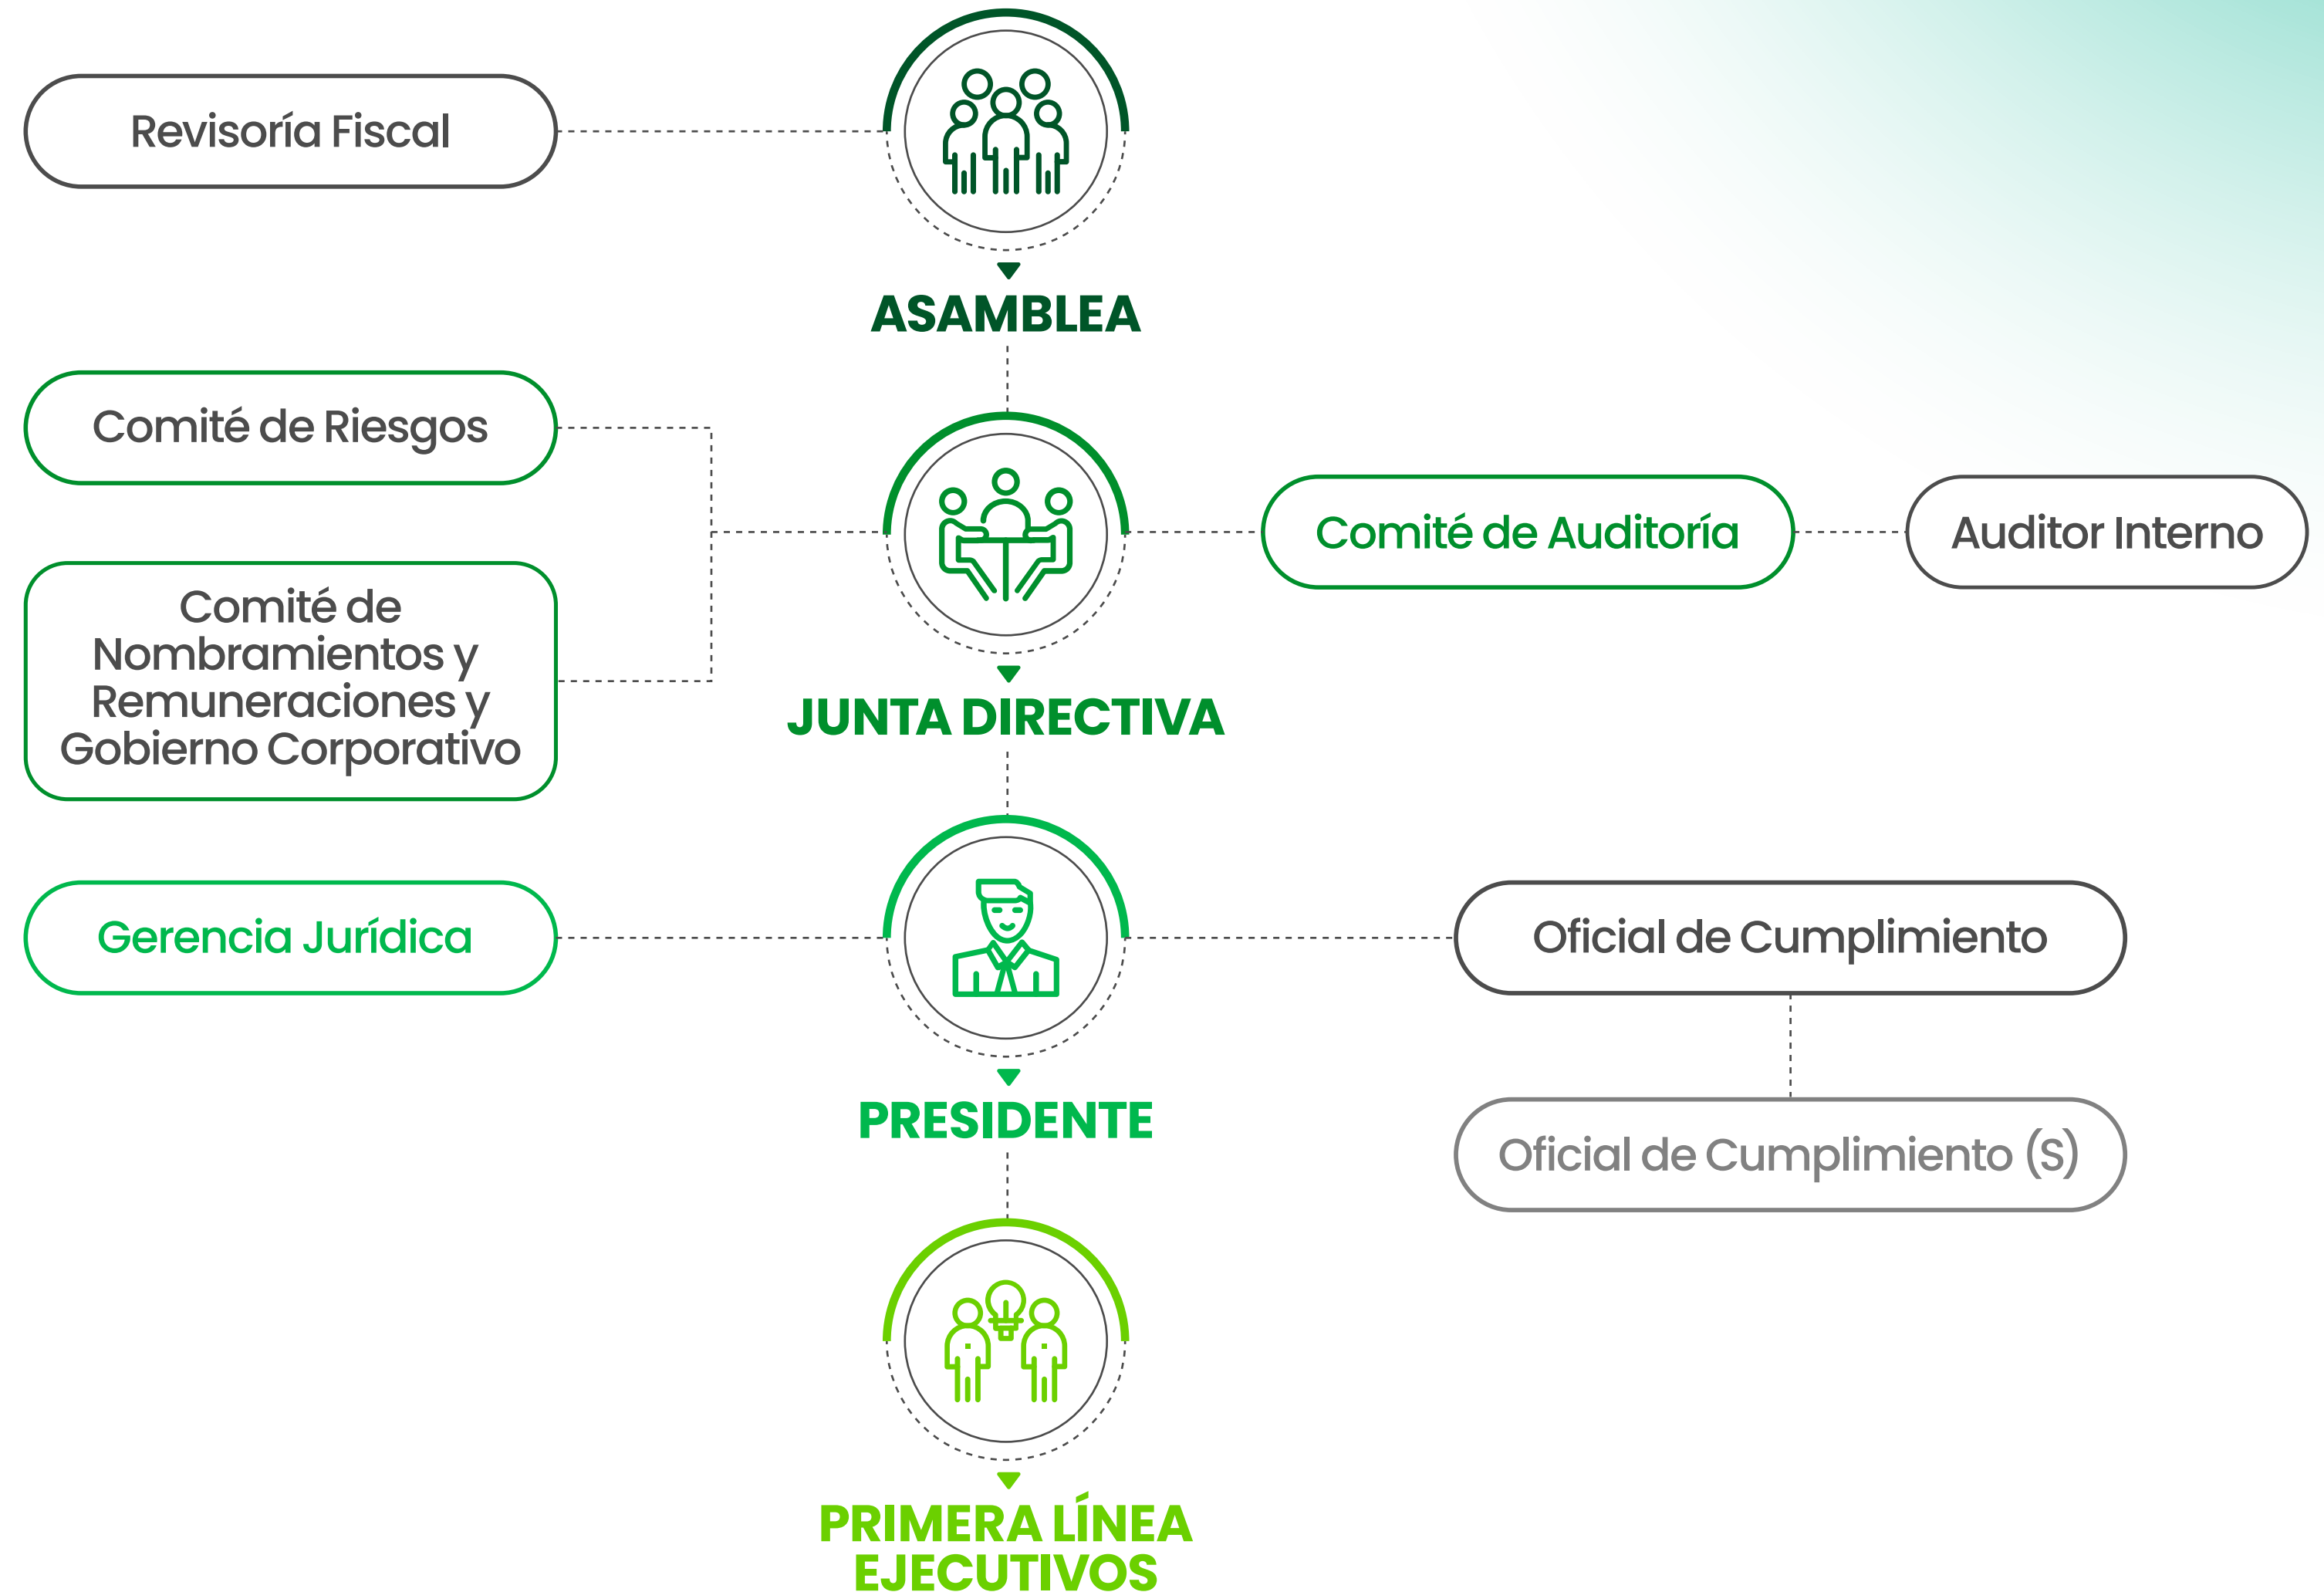 Revisoría Fiscal
ASAMBLEA
Comité de Riesgos
Comité de
Nombramientos y
Remuneraciones y
Gobierno Corporativo
Comité de Auditoría
Auditor Interno
JUNTA DIRECTIVA
Gerencia Jurídica
Oficial de Cumplimiento
PRESIDENTE
Oficial de Cumplimiento (S)
PRIMERA LÍNEA
EJECUTIVOS